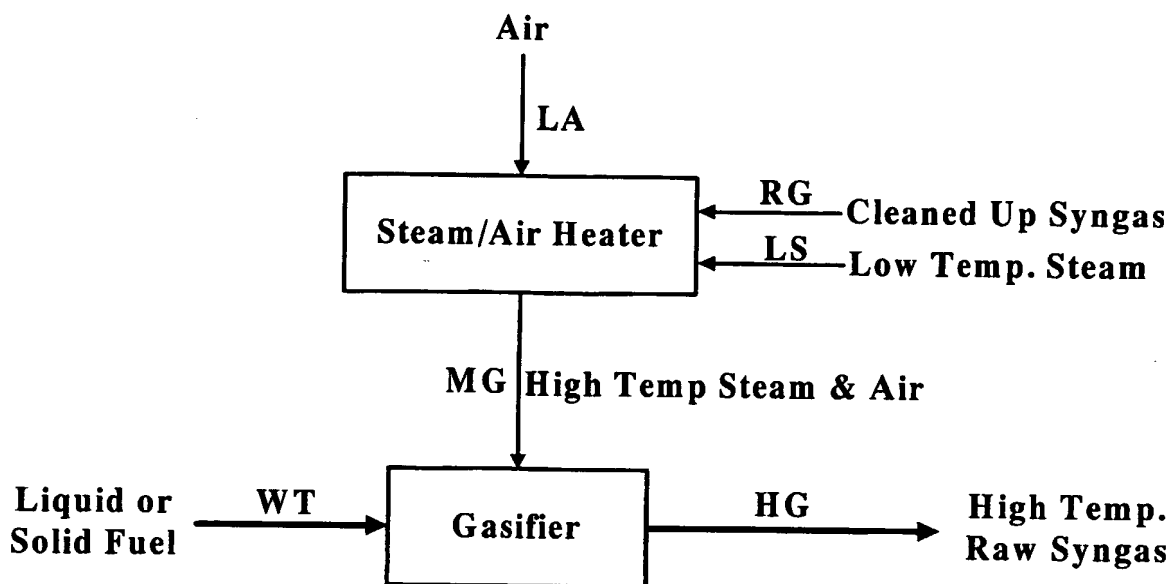 Air
LA
Steam/Air Heater
RG
Cleaned Up Syngas
LS
Low Temp. Steam
MG
High Temp Steam & Air
Liquid or
Solid Fuel
WT
Gasifier
HG
High Temp.
Raw Syngas